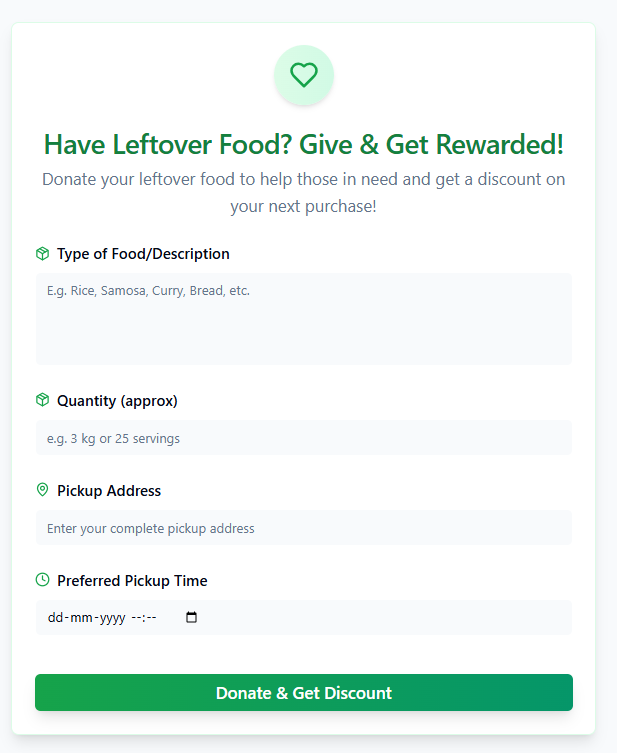 Have Leftover Food? Give & Get Rewarded!
Donate your leftover food to help those in need and get a discount on
your next purchase!
Type of Food/Description
E.g. Rice, Samosa, Curry, Bread, etc.
Quantity (approx)
e.g. 3 kg or 25 servings
Pickup Address
Enter your complete pickup address
Preferred Pickup Time
dd-mm-yyyy --:--
Donate & Get Discount